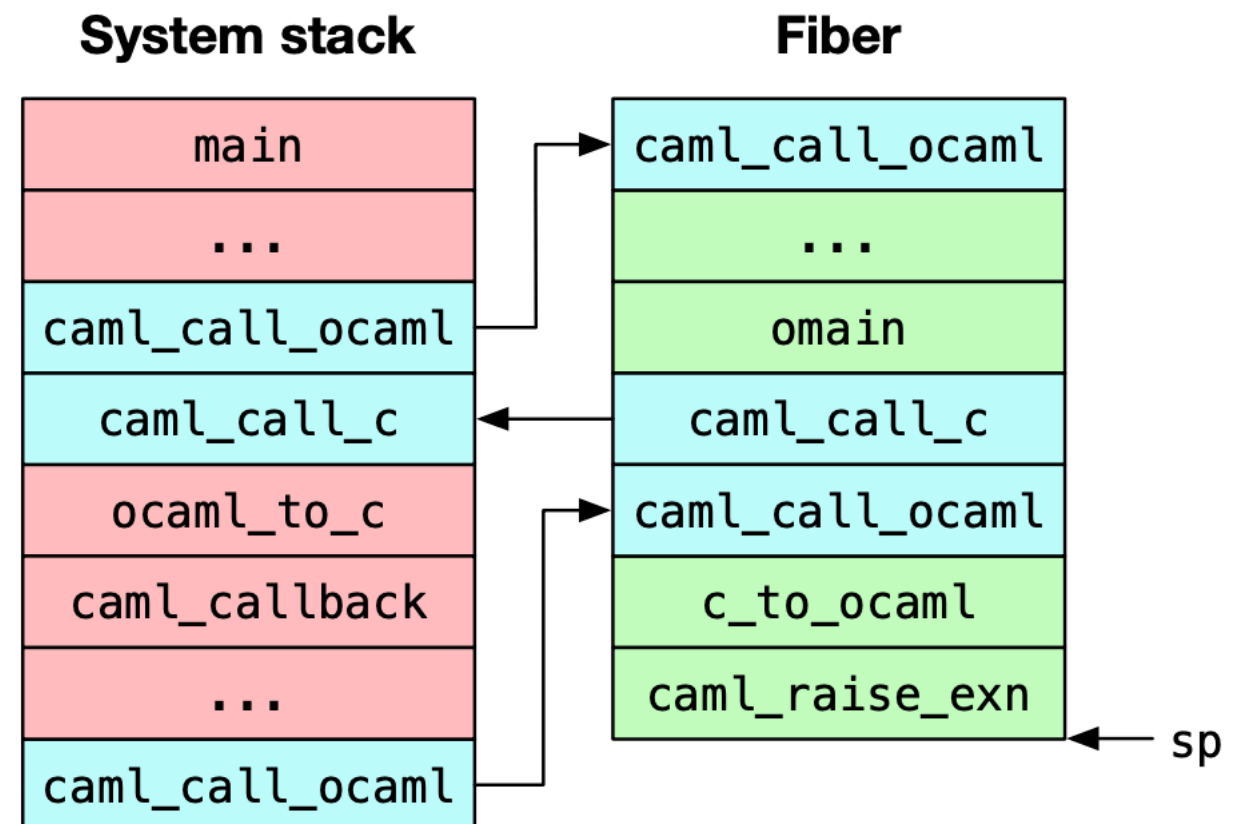 System stack
main
...
caml_call_ocaml
caml_call_c
ocaml_to_c
caml_callback
...
caml_call_ocaml
Fiber
caml_call_ocaml
...
omain
caml_call_c
caml_call_ocaml
c_to_ocaml
caml_raise_exn
sp